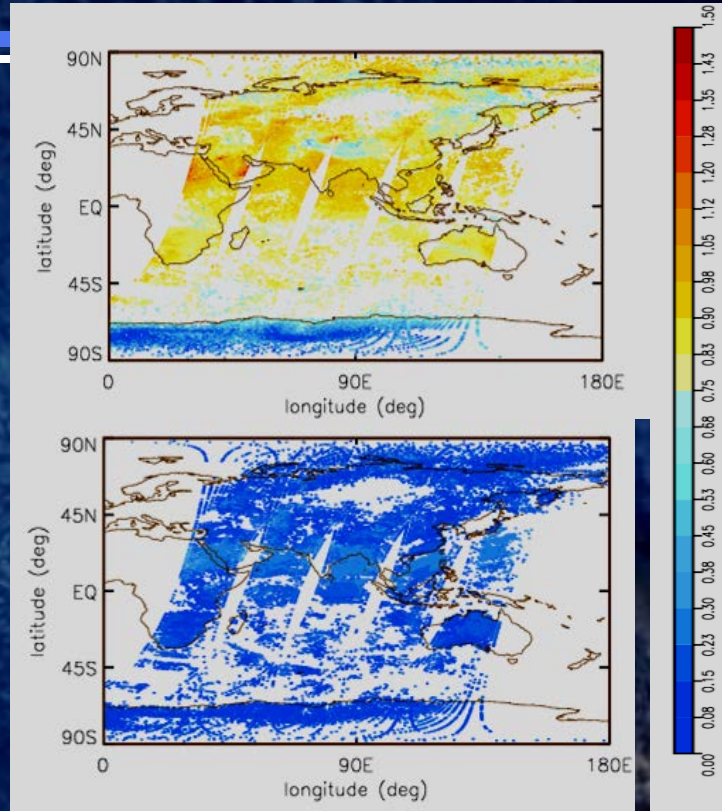 90N
45N
EQ
45S
90S
latitude (deg)
0
90E
180E
longitude (deg)
90N
45N
EQ
45S
90S
latitude (deg)
0
90E
180E
longitude (deg)
1.50
1.43
1.35
1.28
1.20
1.12
1.05
0.98
0.90
0.83
0.75
0.68
0.60
0.53
0.45
0.38
0.30
0.23
0.15
0.08
0.00